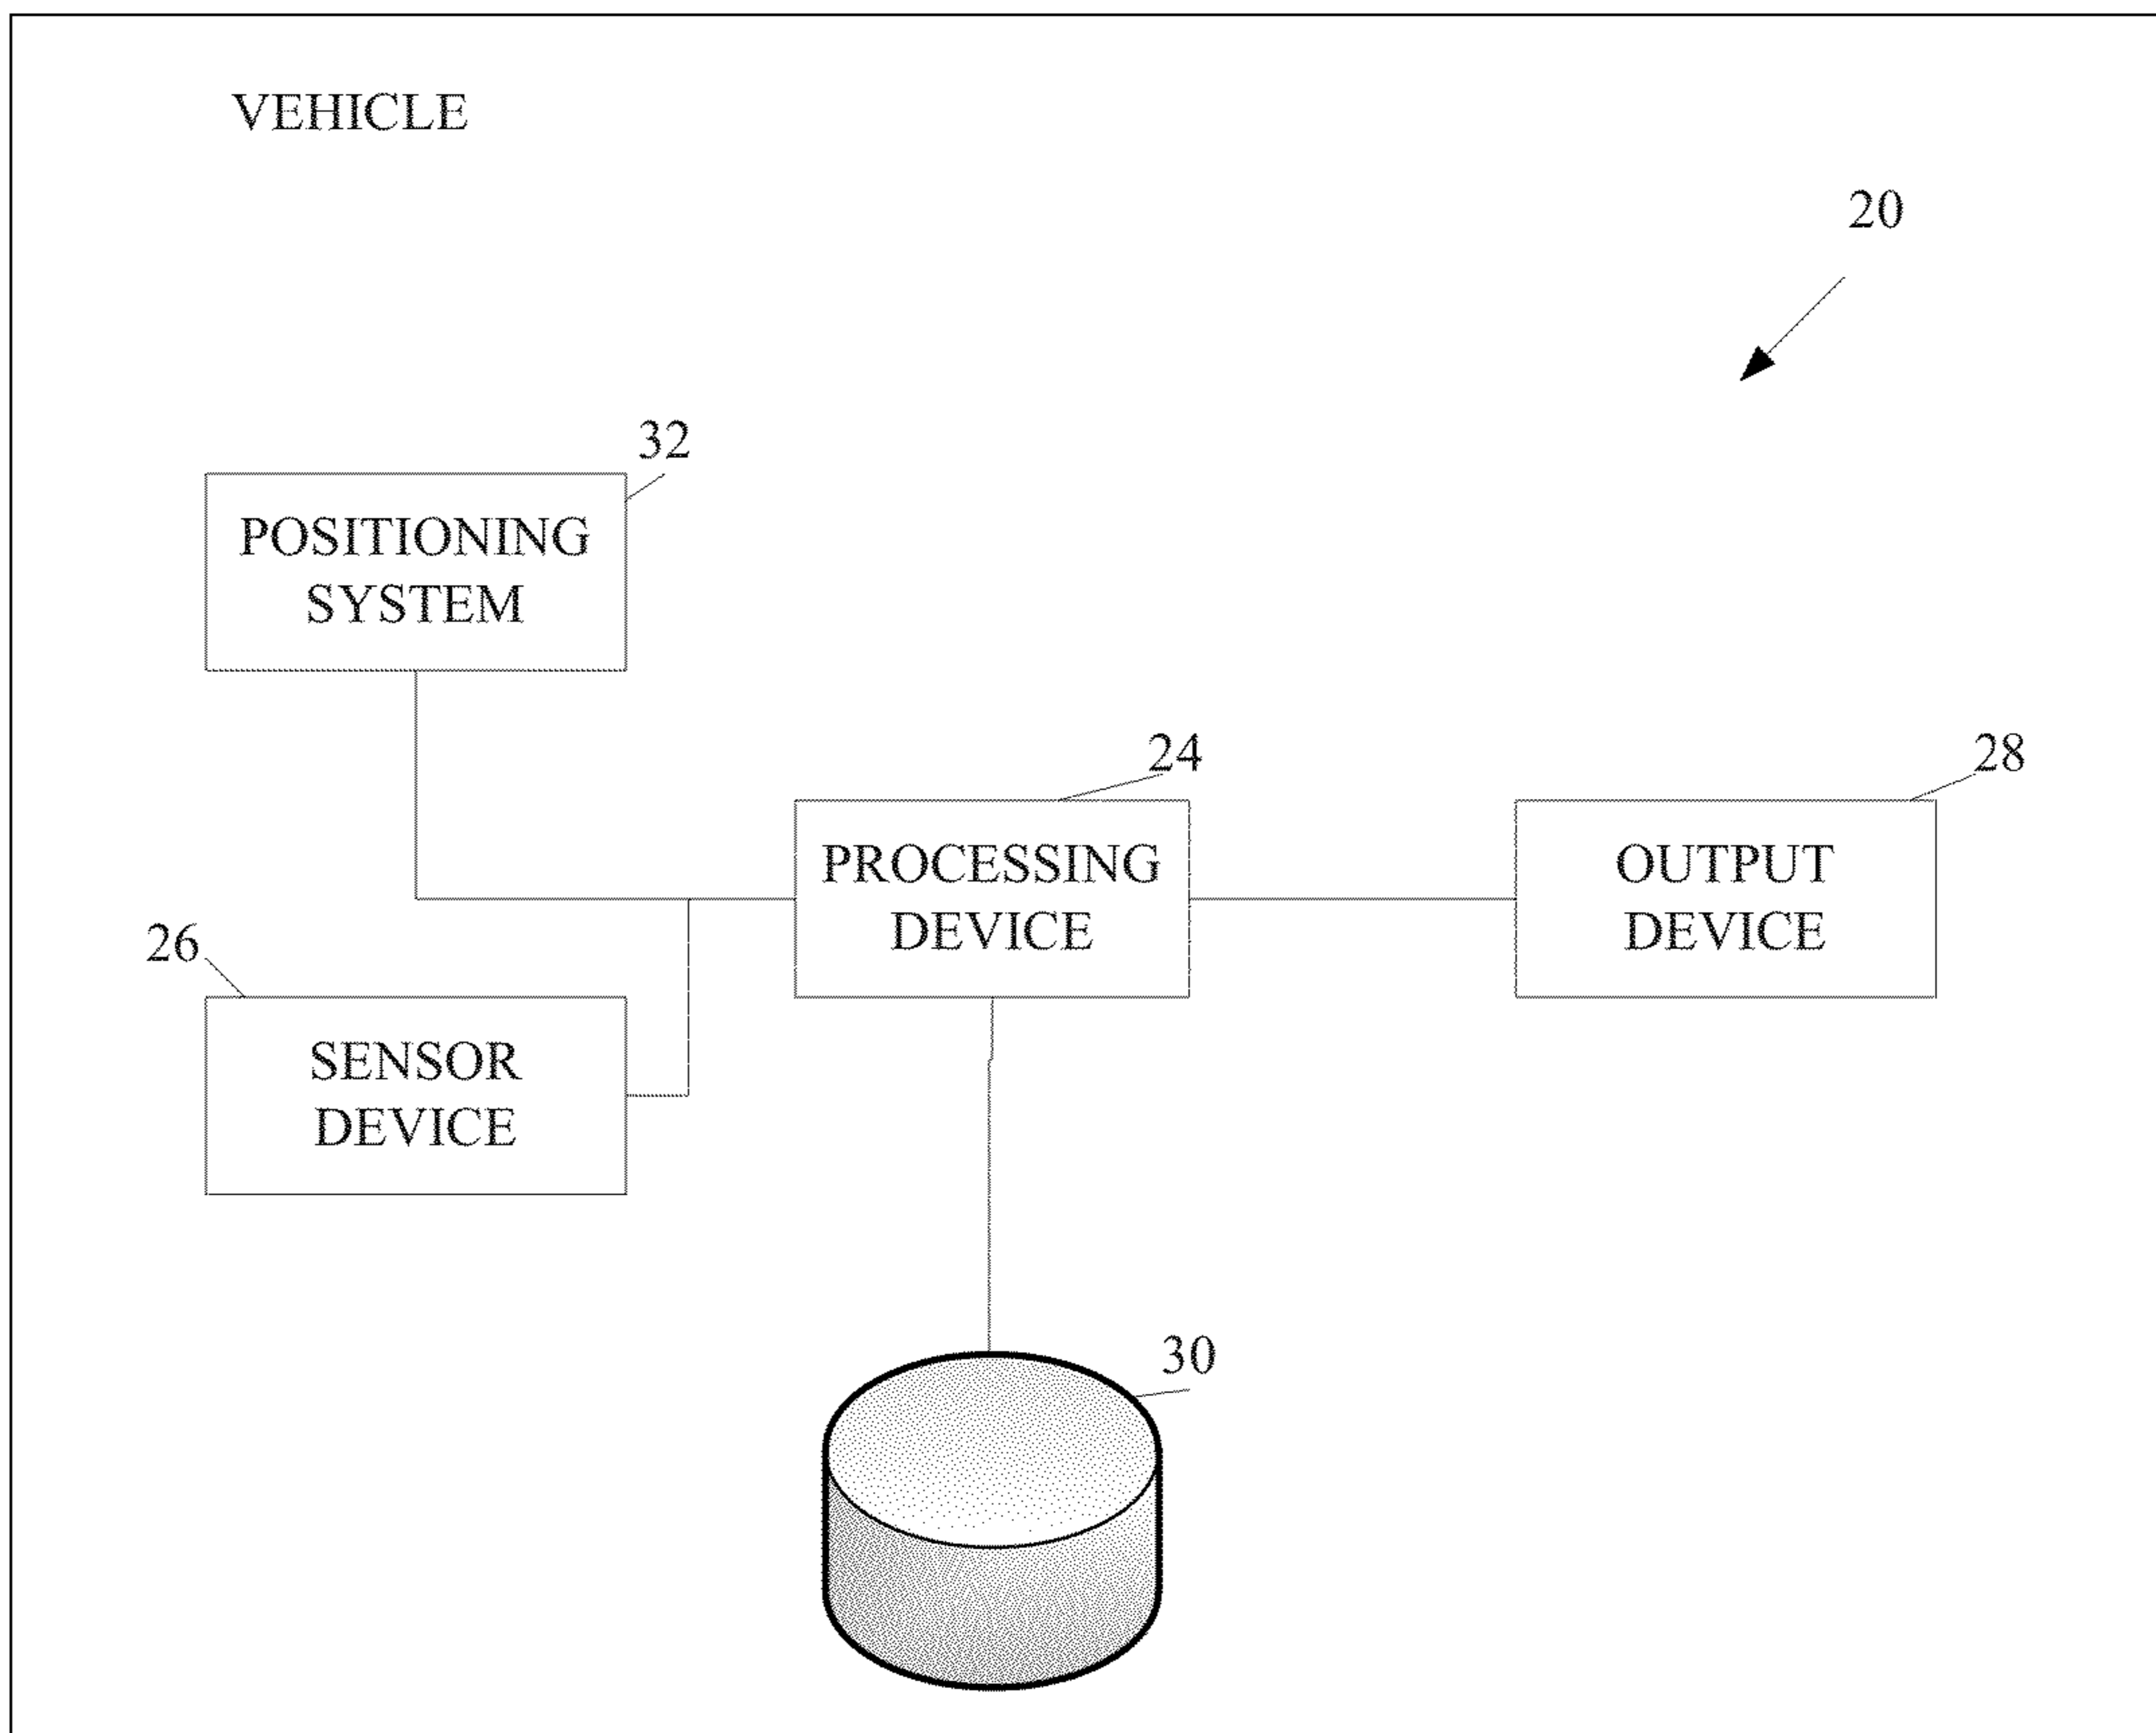 VEHICLE
20
32
POSITIONING
SYSTEM
24
28
PROCESSING
DEVICE
OUTPUT
DEVICE
26
SENSOR
DEVICE
30